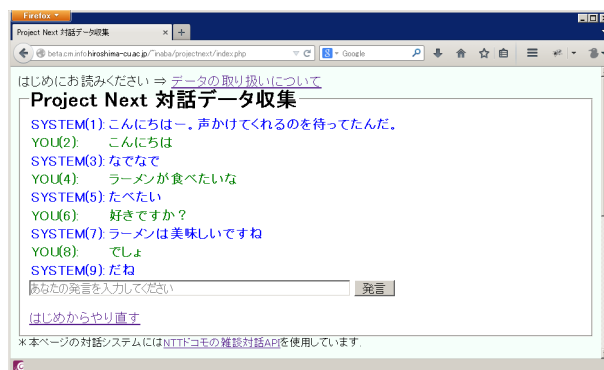 Firefox
Project Next 対話データ収集 × +
beta.cm.info.hiroshima-cu.ac.jp/~inaba/projectnext/index.php Google
はじめにお読みください ⇒ データの取り扱いについて
Project Next 対話データ収集
SYSTEM(1): こんにちはー。声かけてくれるのを待ってたんだ。
YOU(2): こんにちは
SYSTEM(3): なでなで
YOU(4): ラーメンが食べたいな
SYSTEM(5): たべたい
YOU(6): 好きですか？
SYSTEM(7): ラーメンは美味しいですね
YOU(8): でしょ
SYSTEM(9): だね
あなたの発言を入力してください 発言
はじめからやり直す
＊本ページの対話システムにはNTTドコモの雑談対話APIを使用しています.